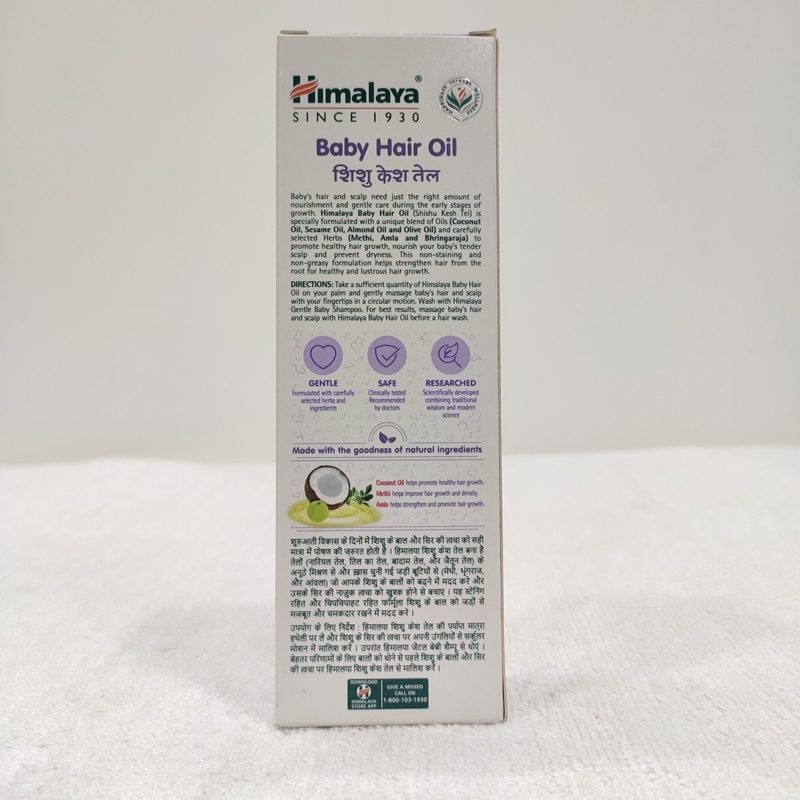 Himalaya®
SINCE 1930
HAPPINESS through WELLNESS
Baby Hair Oil
शिशु केश तेल
Baby's hair and scalp need just the right amount of
nourishment and gentle care during the early stages of
growth. Himalaya Baby Hair Oil (Shishu Kesh Tel) is
specially formulated with a unique blend of Oils (Coconut
Oil, Sesame Oil, Almond Oil and Olive Oil) and carefully
selected Herbs (Methi, Amla and Bhringaraja) to
promote healthy hair growth, nourish your baby's tender
scalp and prevent dryness. This non-staining and
non-greasy formulation helps strengthen hair from the
root for healthy and lustrous hair growth.
DIRECTIONS: Take a sufficient quantity of Himalaya Baby Hair
Oil on your palm and gently massage baby's hair and scalp
with your fingertips in a circular motion. Wash with Himalaya
Gentle Baby Shampoo. For best results, massage baby's hair
and scalp with Himalaya Baby Hair Oil before a hair wash.
GENTLE
Formulated with carefully
selected herbs and
ingredients
SAFE
Clinically tested
Recommended
by doctors
RESEARCHED
Scientifically developed
combining traditional
wisdom and modern
science
Made with the goodness of natural ingredients
Coconut Oil helps promote healthy hair growth.
Methi helps improve hair growth and density.
Amla helps strengthen and promote hair growth.
शुरुआती विकास के दिनों में शिशु के बाल और सिर की त्वचा को सही
मात्रा में पोषण की ज़रुरत होती है । हिमालया शिशु केश तेल बना है
तेलों (नारियल तेल, तिल का तेल, बादाम तेल, और जैतून तेल) के
अनूठे मिश्रण से और ख़ास चुनी गई जड़ी बूटियों से (मेथी, भृंगराज,
और आंवला) जो आपके शिशु के बालों को बढ़ने में मदद करें और
उसके सिर की नाज़ुक त्वचा को खुश्क होने से बचाए । यह स्टेनिंग
रहित और चिपचिपाहट रहित फॉर्मूला शिशु के बाल को जड़ों से
मजबूत और चमकदार रखने में मदद करें ।
उपयोग के लिए निर्देश : हिमालया शिशु केश तेल की पर्याप्त मात्रा
हथेली पर लें और शिशु के सिर की त्वचा पर अपनी उंगलियों से सर्कुलर
मोशन में मालिश करें । उपरांत हिमालया जेंटल बेबी शैम्पू से धोएं ।
बेहतर परिणामों के लिए बालों को धोने से पहले शिशु के बालों और सिर
की त्वचा पर हिमालया शिशु केश तेल से मालिश करें ।
DOWNLOAD
HIMALAYA
STORE APP
GIVE A MISSED
CALL ON
1-800-103-1930